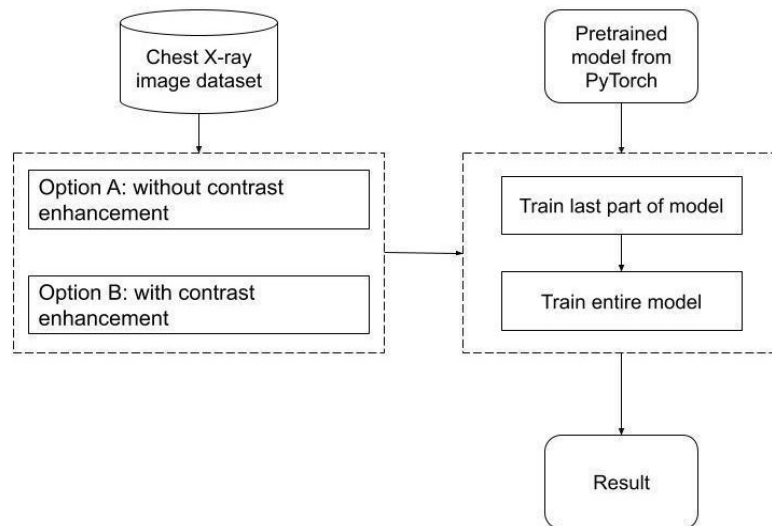 Chest X-ray
image dataset
Option A: without contrast
enhancement
Option B: with contrast
enhancement
Pretrained
model from
PyTorch
Train last part of model
Train entire model
Result